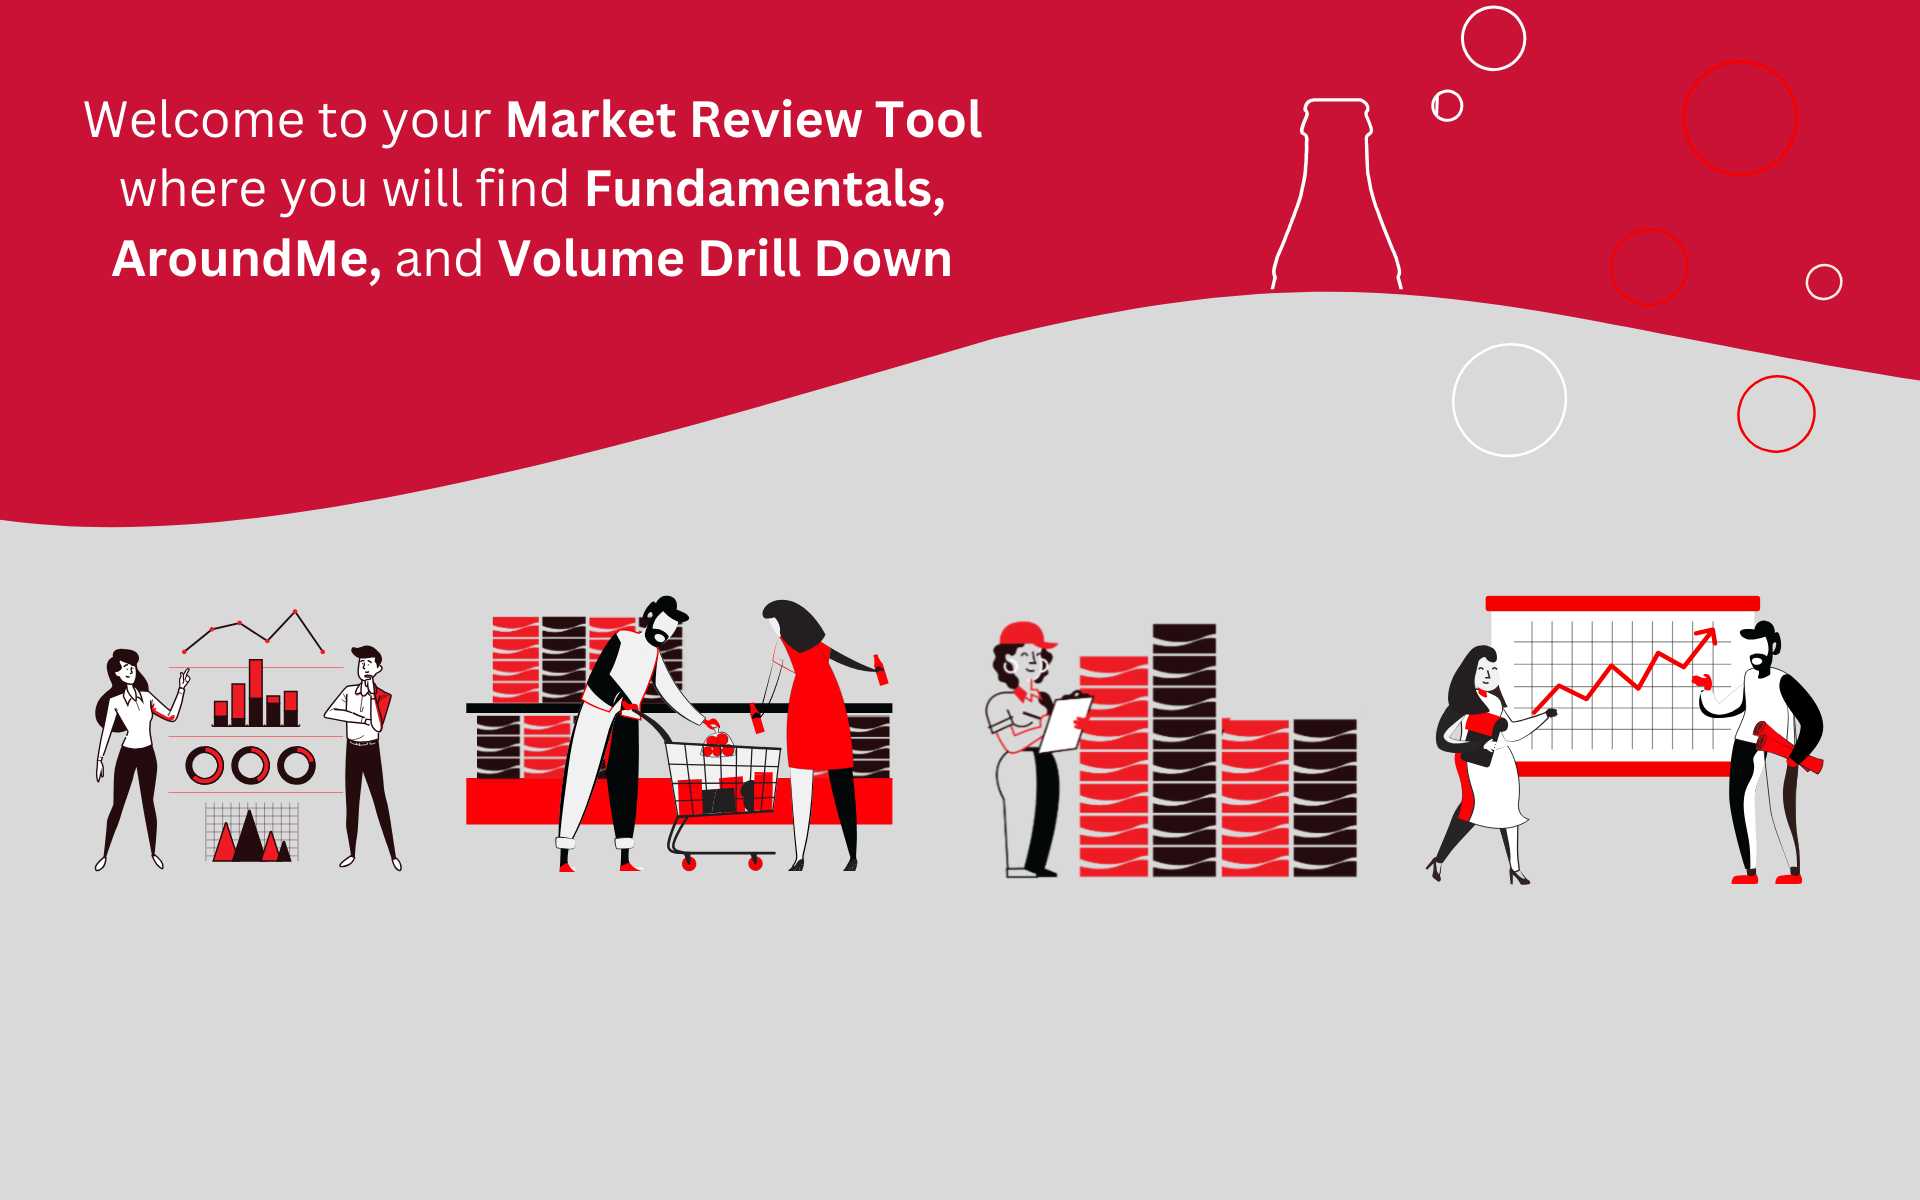 Welcome to your Market Review Tool
where you will find Fundamentals,
AroundMe, and Volume Drill Down